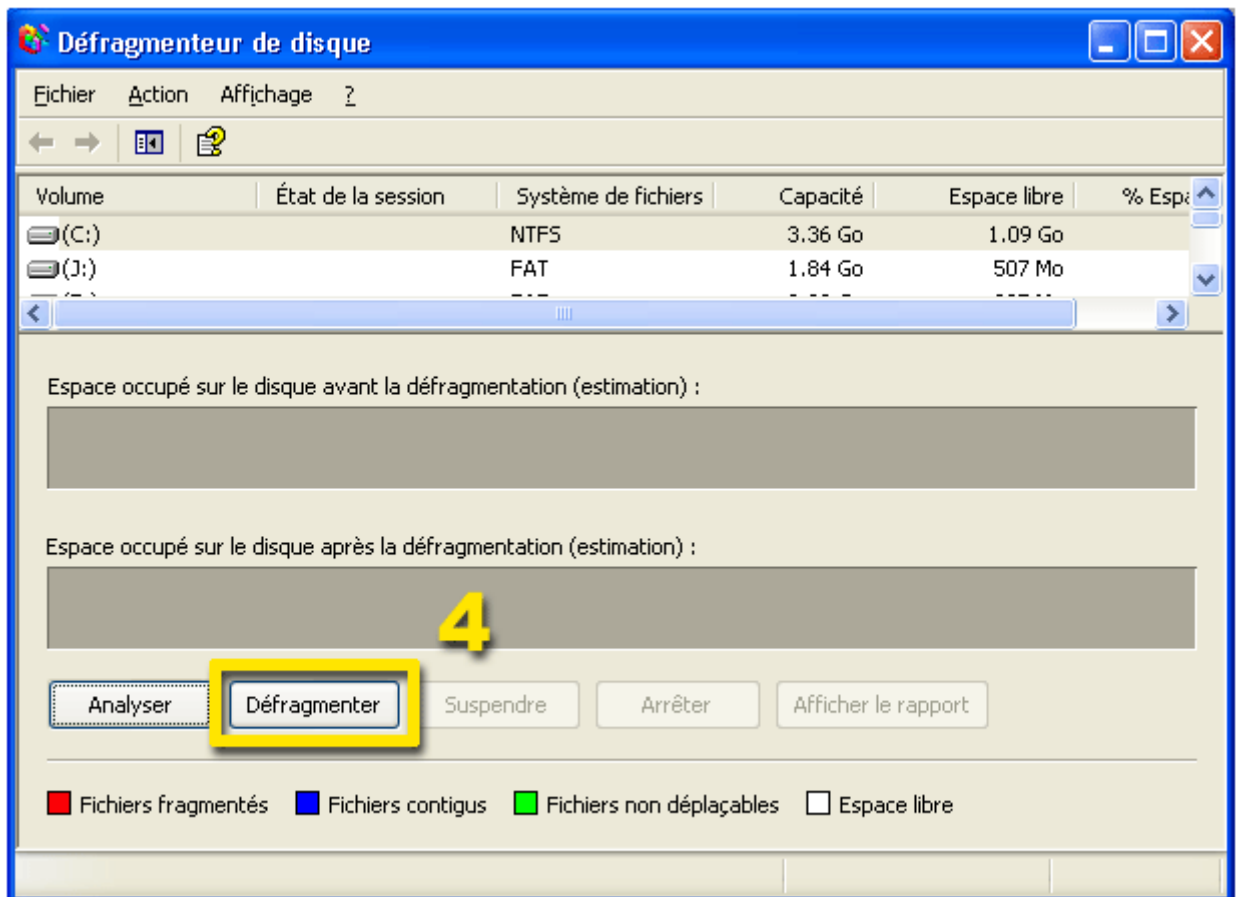 Défragmenteur de disque
Fichier Action Affichage ?
Volume État de la session Système de fichiers Capacité Espace libre %
(C:) NTFS 3.36 Go 1.09 Go
(J:) FAT 1.84 Go 507 Mo
Espace occupé sur le disque avant la défragmentation (estimation) :
Espace occupé sur le disque après la défragmentation (estimation) :
4
Analyser Défragmenter Suspendre Arrêter Afficher le rapport
Fichiers fragmentés Fichiers contigus Fichiers non déplaçables Espace libre